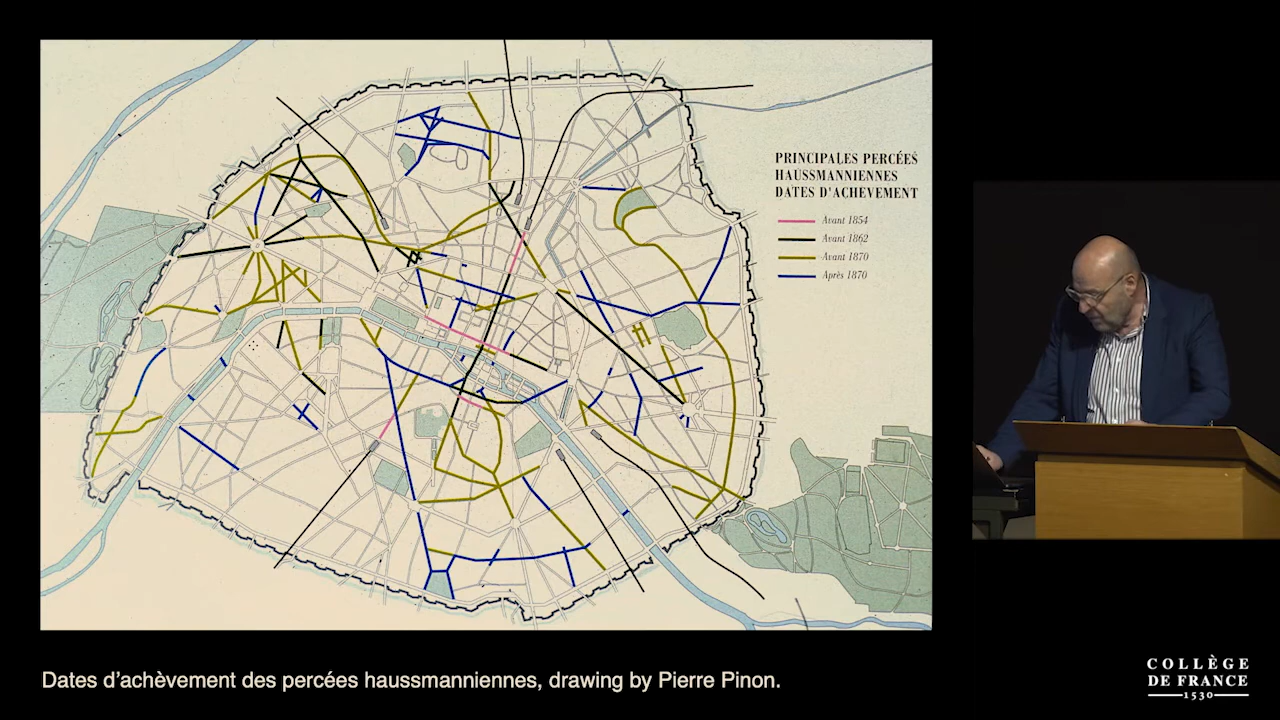 PRINCIPALES PERCÉES
HAUSSMANNIENNES
DATES D'ACHÈVEMENT
Avant 1854
Avant 1862
Avant 1870
Après 1870
Dates d'achèvement des percées haussmanniennes, drawing by Pierre Pinon.
COLLÈGE
DE FRANCE
1530